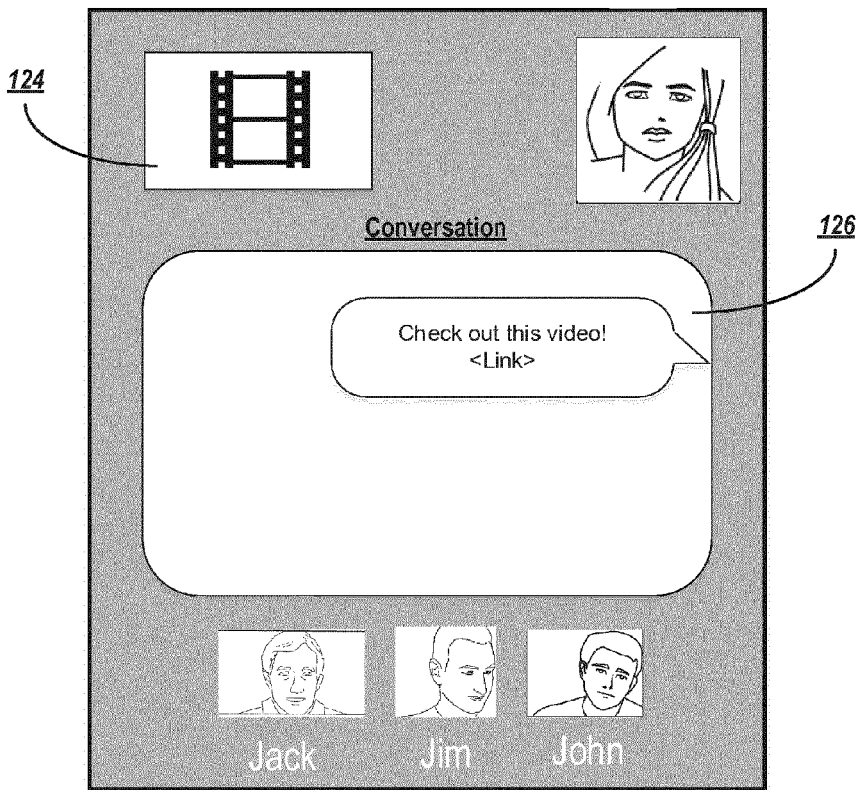 124
Conversation
126
Check out this video!
<Link>
Jack Jim John